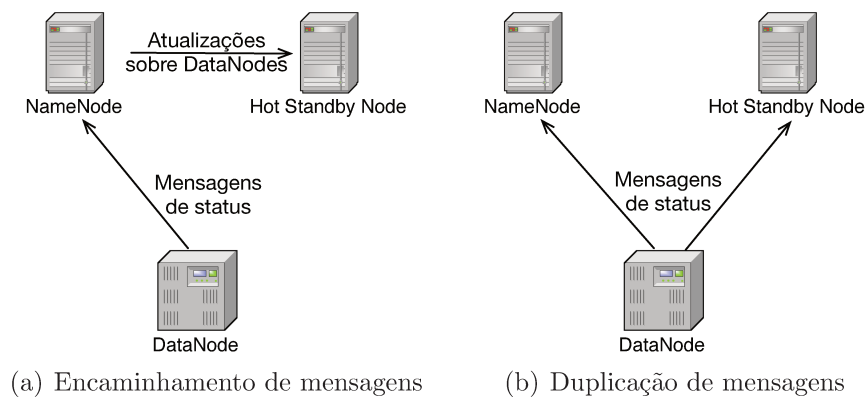 Atualizações
sobre DataNodes
NameNode
Hot Standby Node
Mensagens
de status
DataNode
(a) Encaminhamento de mensagens
NameNode
Hot Standby Node
Mensagens
de status
DataNode
(b) Duplicação de mensagens